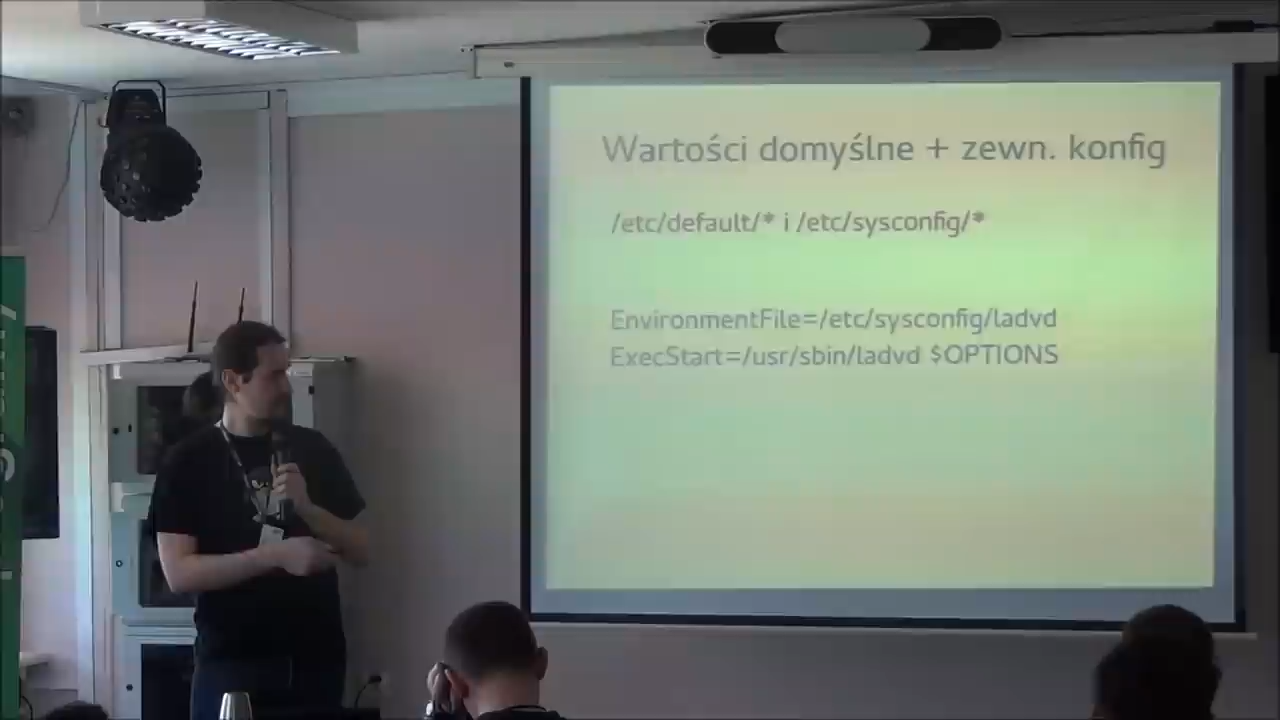 Wartości domyślne + zewn. konfig
/etc/default/* i /etc/sysconfig/*
EnvironmentFile=/etc/sysconfig/ladvd
ExecStart=/usr/sbin/ladvd $OPTIONS